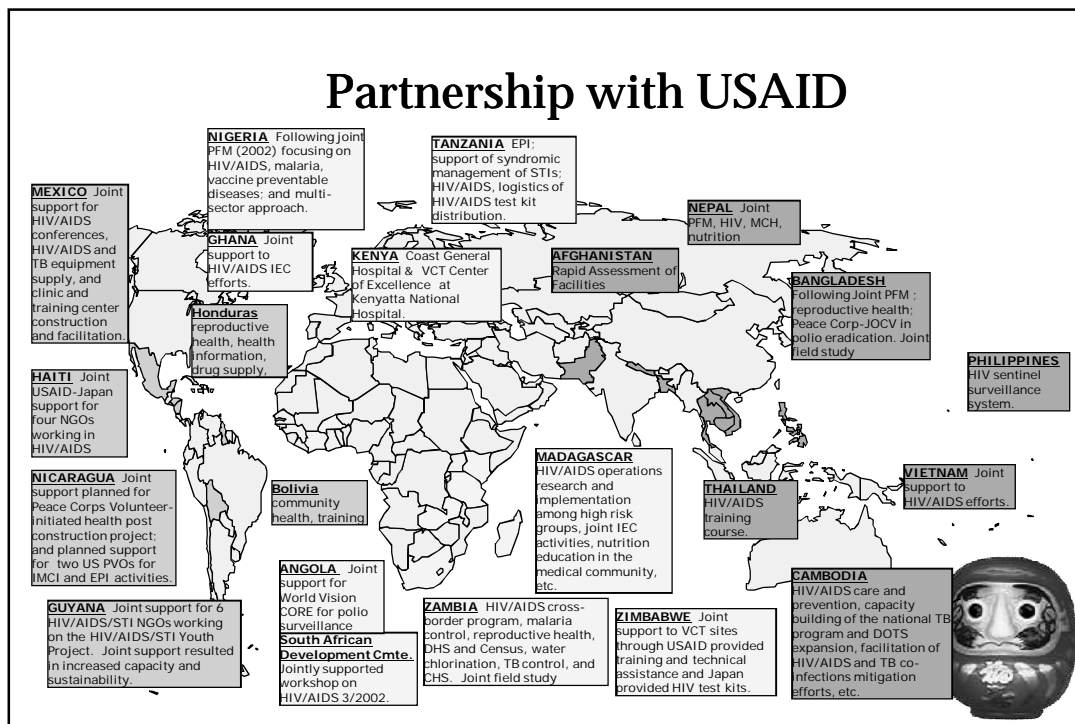 Partnership with USAID
NIGERIA Following joint
PFM (2002) focusing on
HIV/AIDS, malaria,
vaccine preventable
diseases; and multi-
sector approach.
TANZANIA EPI;
support of syndromic
management of STIs;
HIV/AIDS, logistics of
HIV/AIDS test kit
distribution.
MEXICO Joint
support for
HIV/AIDS
conferences,
HIV/AIDS and
TB equipment
supply, and
clinic and
training center
construction
and facilitation.
NEPAL Joint
PFM, HIV, MCH,
nutrition
GHANA Joint
support to
HIV/AIDS IEC
efforts.
KENYA Coast General
Hospital & VCT Center
of Excellence at
Kenyatta National
Hospital.
AFGHANISTAN
Rapid Assessment of
Facilities
BANGLADESH
Following Joint PFM ;
reproductive health;
Peace Corp-JOCV in
polio eradication. Joint
field study
Honduras
reproductive
health, health
information,
drug supply,
PHILIPPINES
HIV sentinel
surveillance
system.
HAITI Joint
USAID-Japan
support for
four NGOs
working in
HIV/AIDS
MADAGASCAR
HIV/AIDS operations
research and
implementation
among high risk
groups, joint IEC
activities, nutrition
education in the
medical community,
etc.
VIETNAM Joint
support to
HIV/AIDS efforts.
NICARAGUA Joint
support planned for
Peace Corps Volunteer-
initiated health post
construction project;
and planned support
for two US PVOs for
IMCI and EPI activities.
Bolivia
community
health, training
THAILAND
HIV/AIDS
training
course.
ANGOLA Joint
support for
World Vision
CORE for polio
surveillance
CAMBODIA
HIV/AIDS care and
prevention, capacity
building of the national TB
program and DOTS
expansion, facilitation of
HIV/AIDS and TB co-
infections mitigation
efforts, etc.
GUYANA Joint support for 6
HIV/AIDS/STI NGOs working
on the HIV/AIDS/STI Youth
Project. Joint support resulted
in increased capacity and
sustainability.
ZAMBIA HIV/AIDS cross-
border program, malaria
control, reproductive health,
DHS and Census, water
chlorination, TB control, and
CHS. Joint field study
ZIMBABWE Joint
support to VCT sites
through USAID provided
training and technical
assistance and Japan
provided HIV test kits.
South African
Development Cmte.
Jointly supported
workshop on
HIV/AIDS 3/2002.